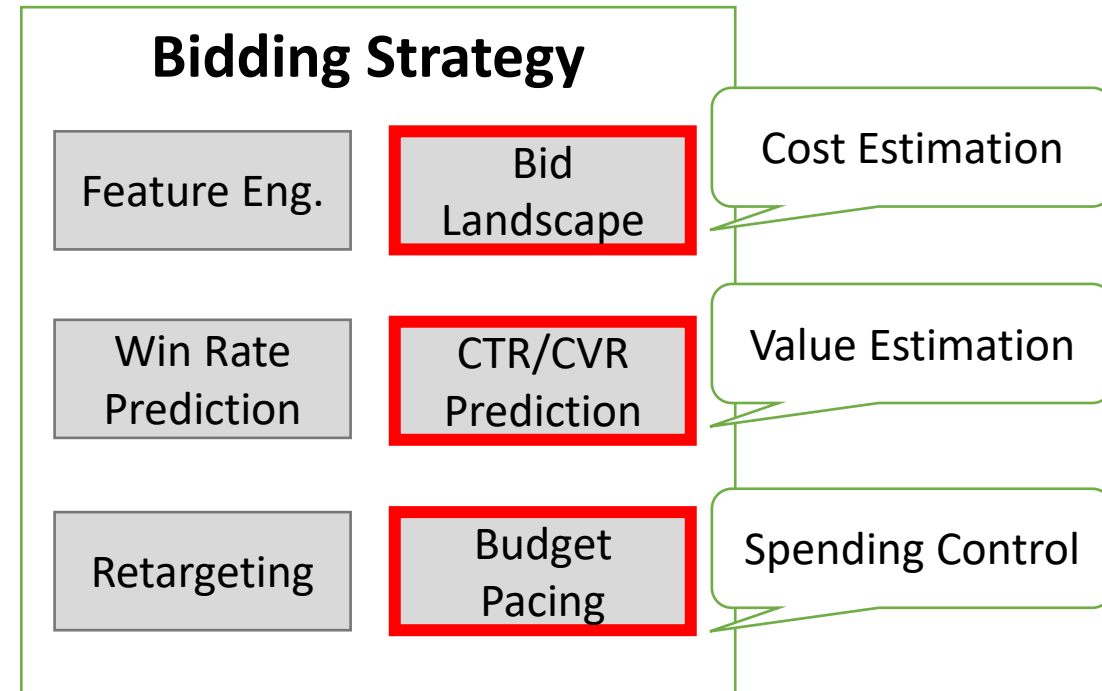 Bidding Strategy
Feature Eng.
Bid
Landscape
Cost Estimation
Win Rate
Prediction
CTR/CVR
Prediction
Value Estimation
Retargeting
Budget
Pacing
Spending Control